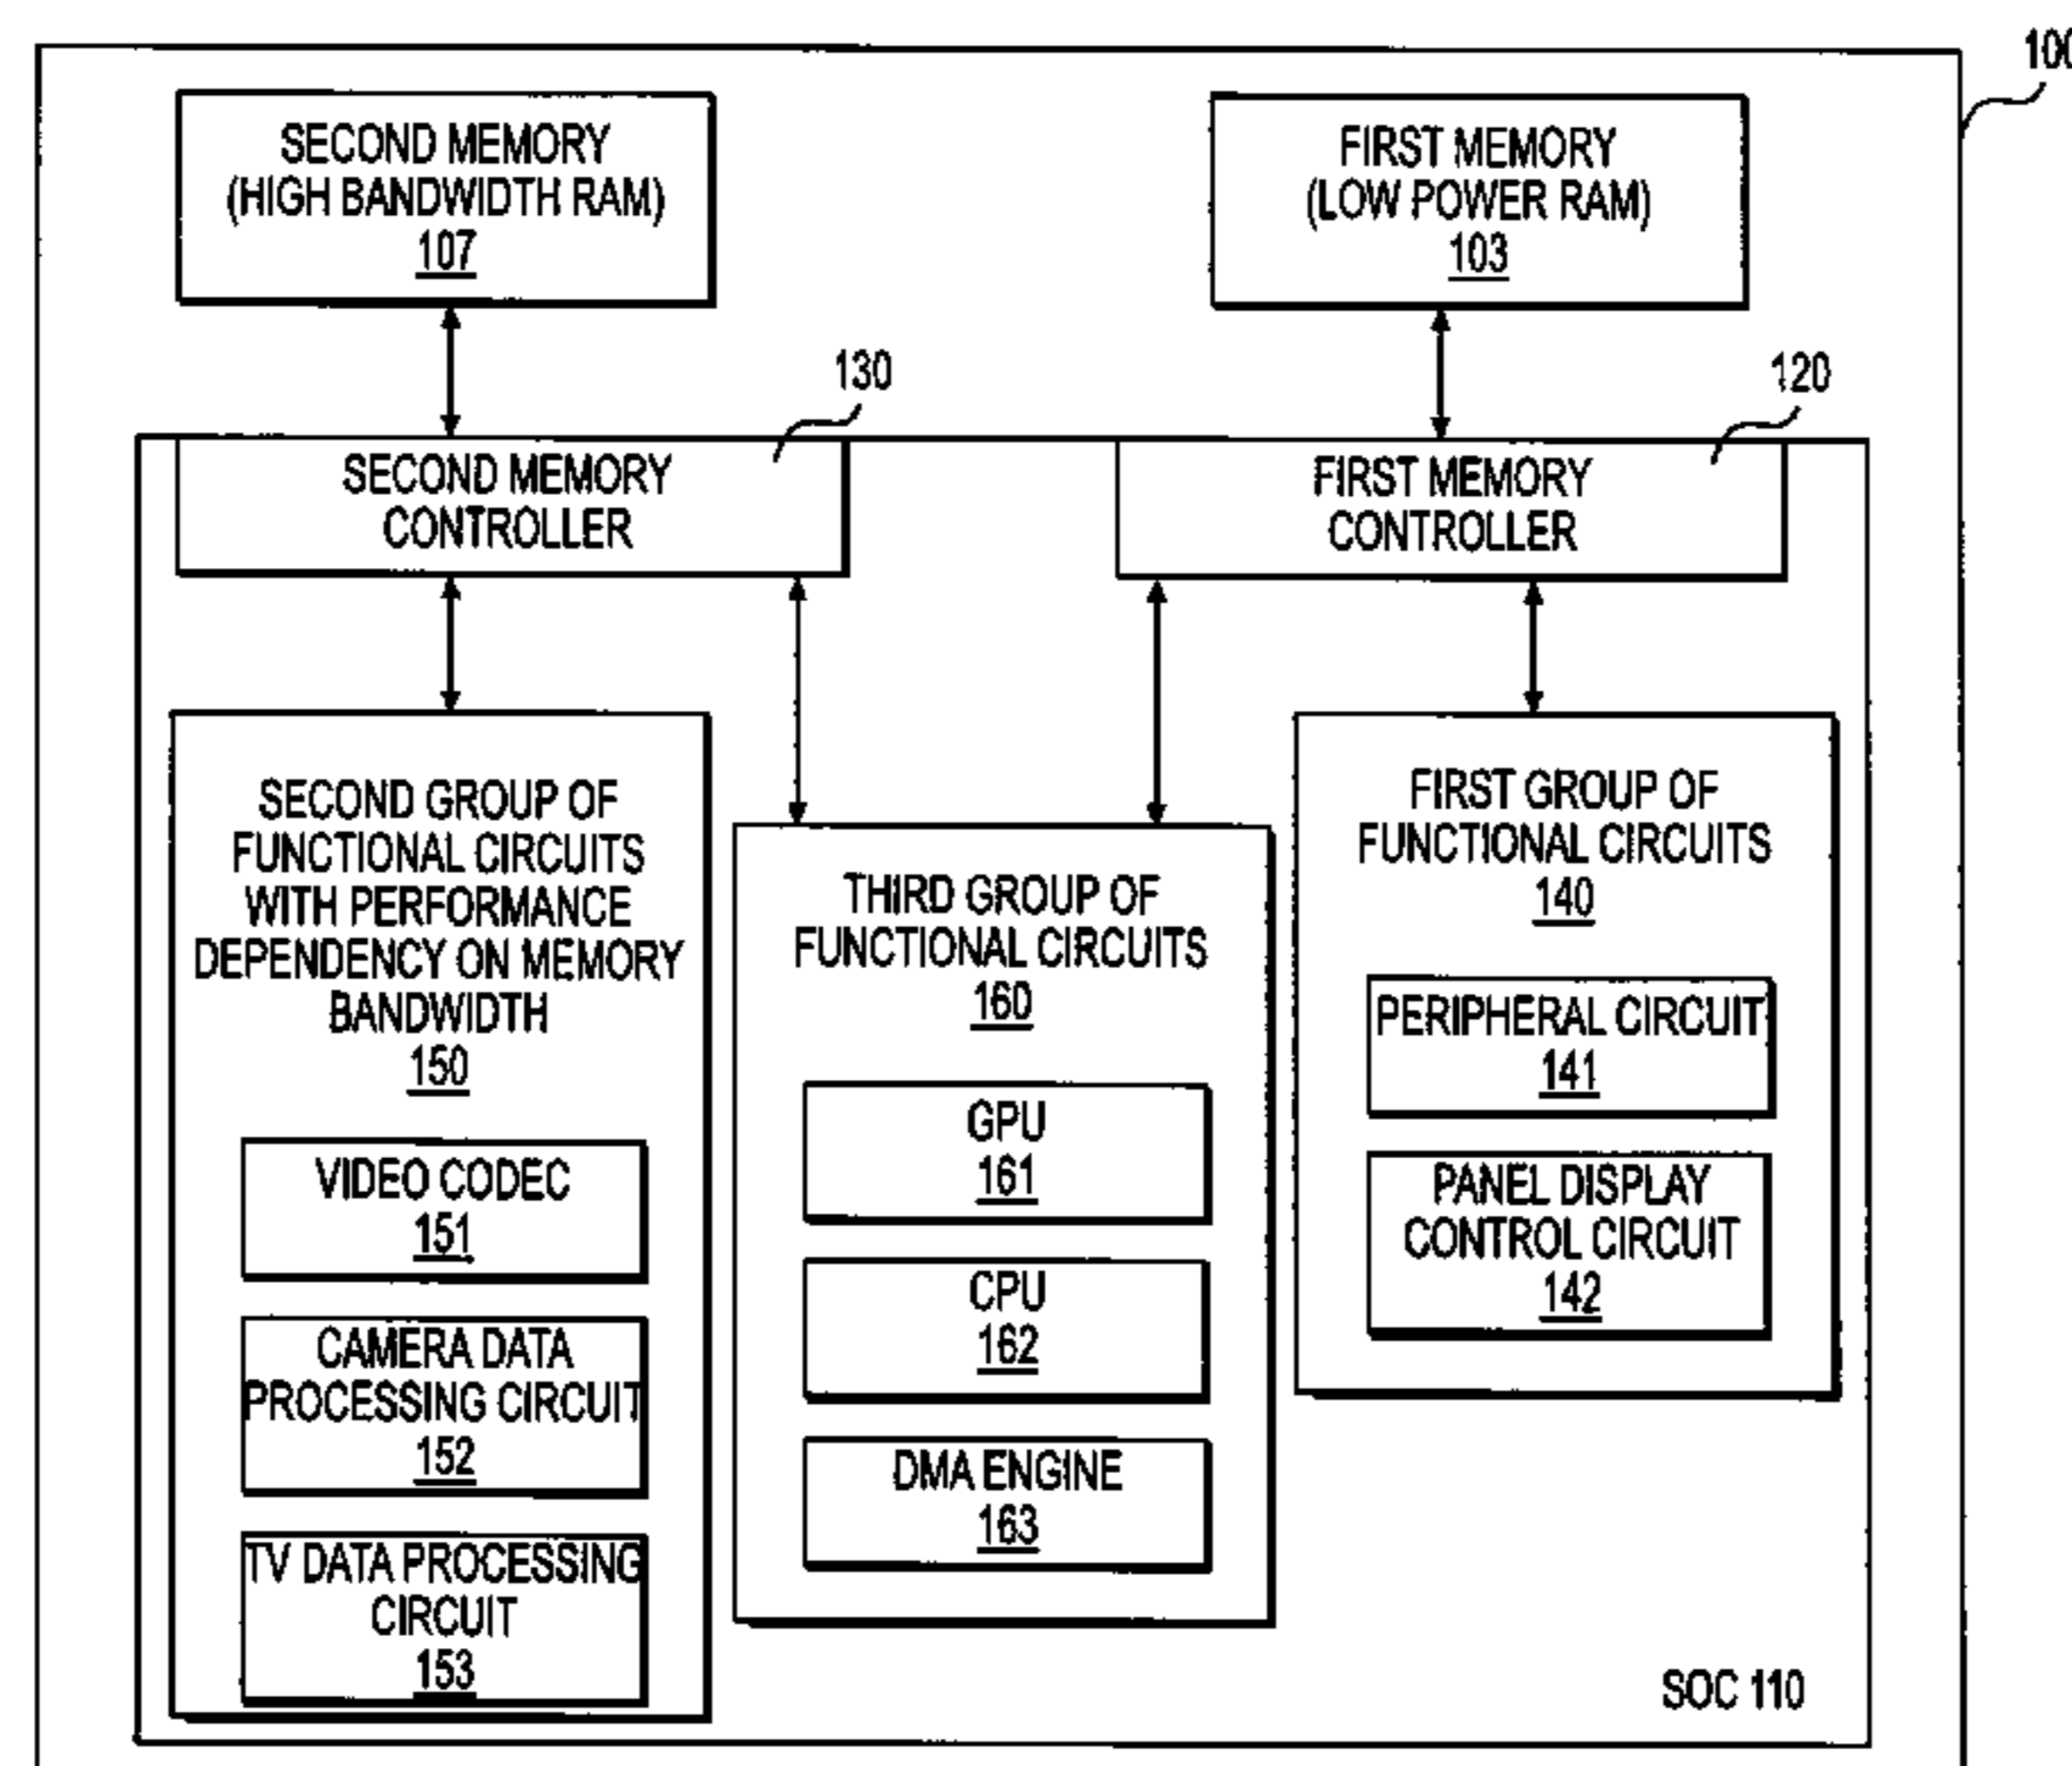 100
SECOND MEMORY
(HIGH BANDWIDTH RAM)
107
FIRST MEMORY
(LOW POWER RAM)
103
130
120
SECOND MEMORY
CONTROLLER
FIRST MEMORY
CONTROLLER
SECOND GROUP OF
FUNCTIONAL CIRCUITS
WITH PERFORMANCE
DEPENDENCY ON MEMORY
BANDWIDTH
150
VIDEO CODEC
151
CAMERA DATA
PROCESSING CIRCUIT
152
TV DATA PROCESSING
CIRCUIT
153
THIRD GROUP OF
FUNCTIONAL CIRCUITS
160
GPU
161
CPU
162
DMA ENGINE
163
FIRST GROUP OF
FUNCTIONAL CIRCUITS
140
PERIPHERAL CIRCUIT
141
PANEL DISPLAY
CONTROL CIRCUIT
142
SOC 110